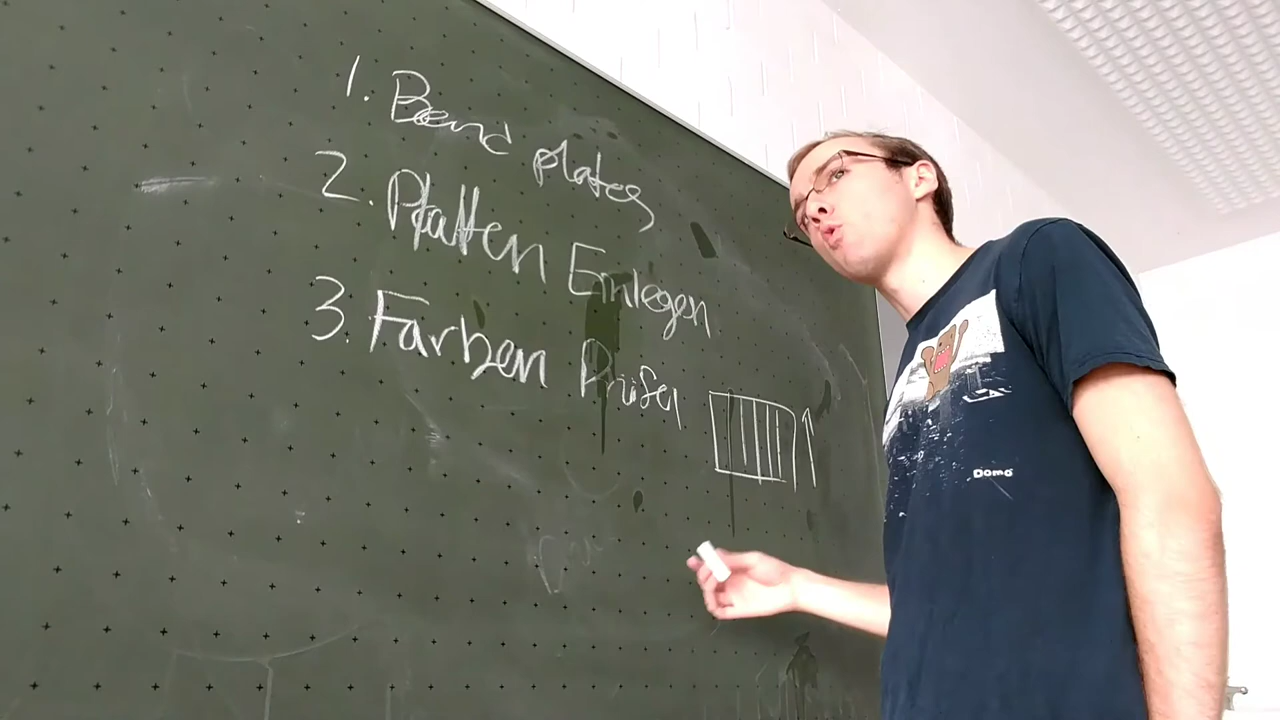 1. Bend plates
2. Platten Einlegen
3. Farben Prüfen
Domo